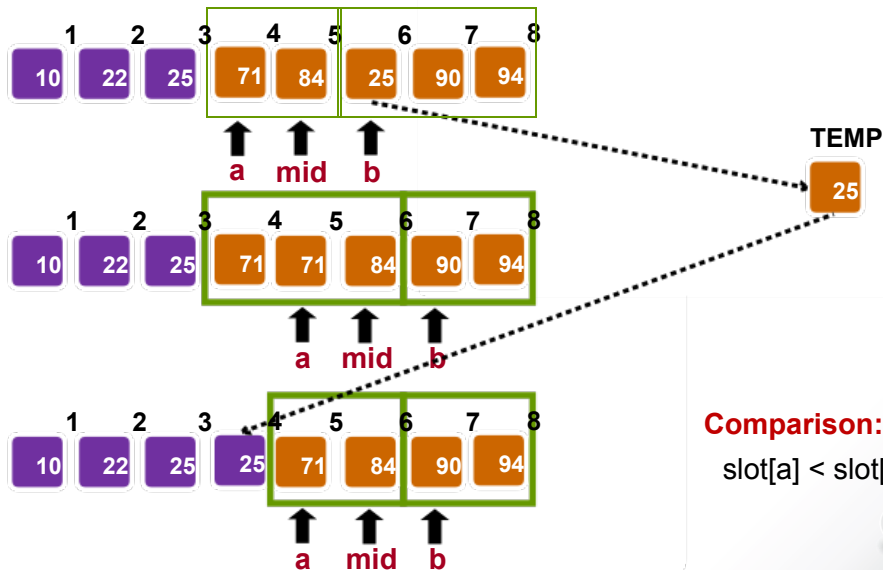 1 2 3 4 5 6 7 8
10 22 25 71 84 25 90 94
a mid b
TEMP
25
1 2 3 4 5 6 7 8
10 22 25 71 71 84 90 94
a mid b
1 2 3 4 5 6 7 8
10 22 25 25 71 84 90 94
a mid b
Comparison:
slot[a] < slot[